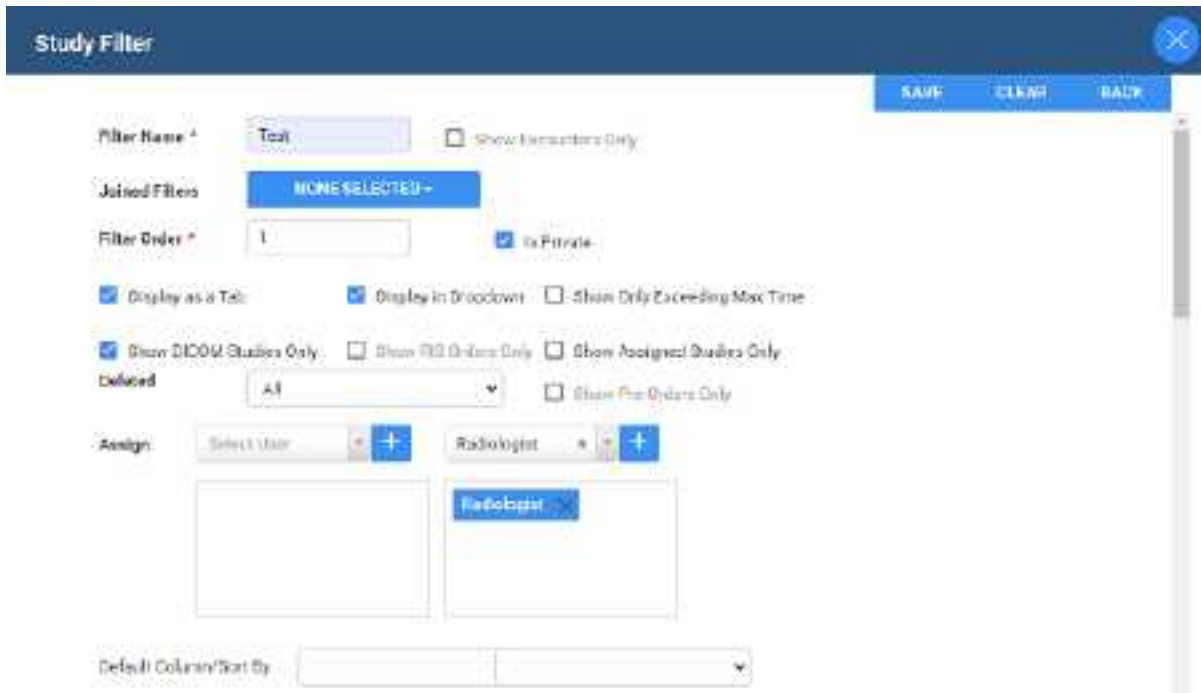 Study Filter
SAVE CLEAR BACK
Filter Name * Test Show Encounters Only
Joined Filters NONE SELECTED
Filter Order * 1 Is Private
Display as a Tab Display in Dropdown Show Only Exceeding Max Time
Show DICOM Studies Only Show RIS Orders Only Show Assigned Studies Only
Deleted All Show Pre-Orders Only
Assign Select User + Radiologist × +
Radiologist ×
Default Column/Sort By